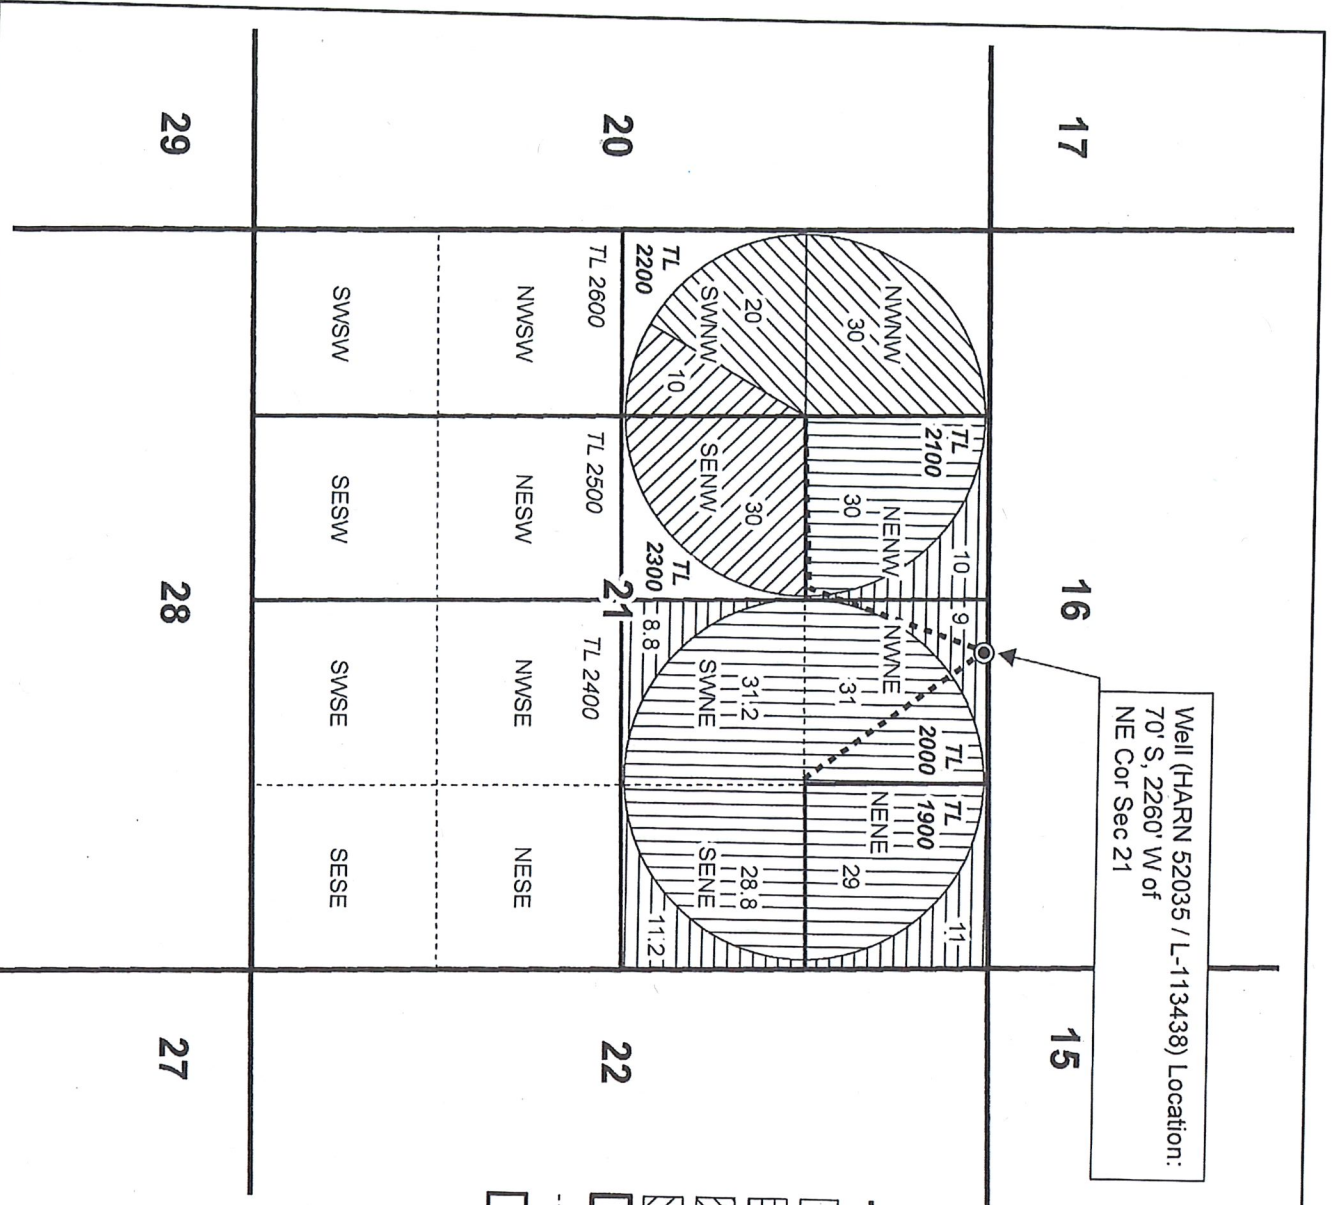 17
16
15
Well (HARN 52035 / L-113438) Location:
70' S, 2260' W of
NE Cor Sec 21
20
21
22
NWNW
30
TL
2100
NENW
30
10
9
NWNE
31
TL
2000
TL
1900
NENE
29
11
TL
2200
SWNW
20
10
SENW
30
TL
2300
8.8
SWNE
31.2
SENE
28.8
11.2
TL 2600
TL 2500
TL 2400
NWSW
NESW
NWSE
NESE
SWSW
SESW
SWSE
SESE
29
28
27